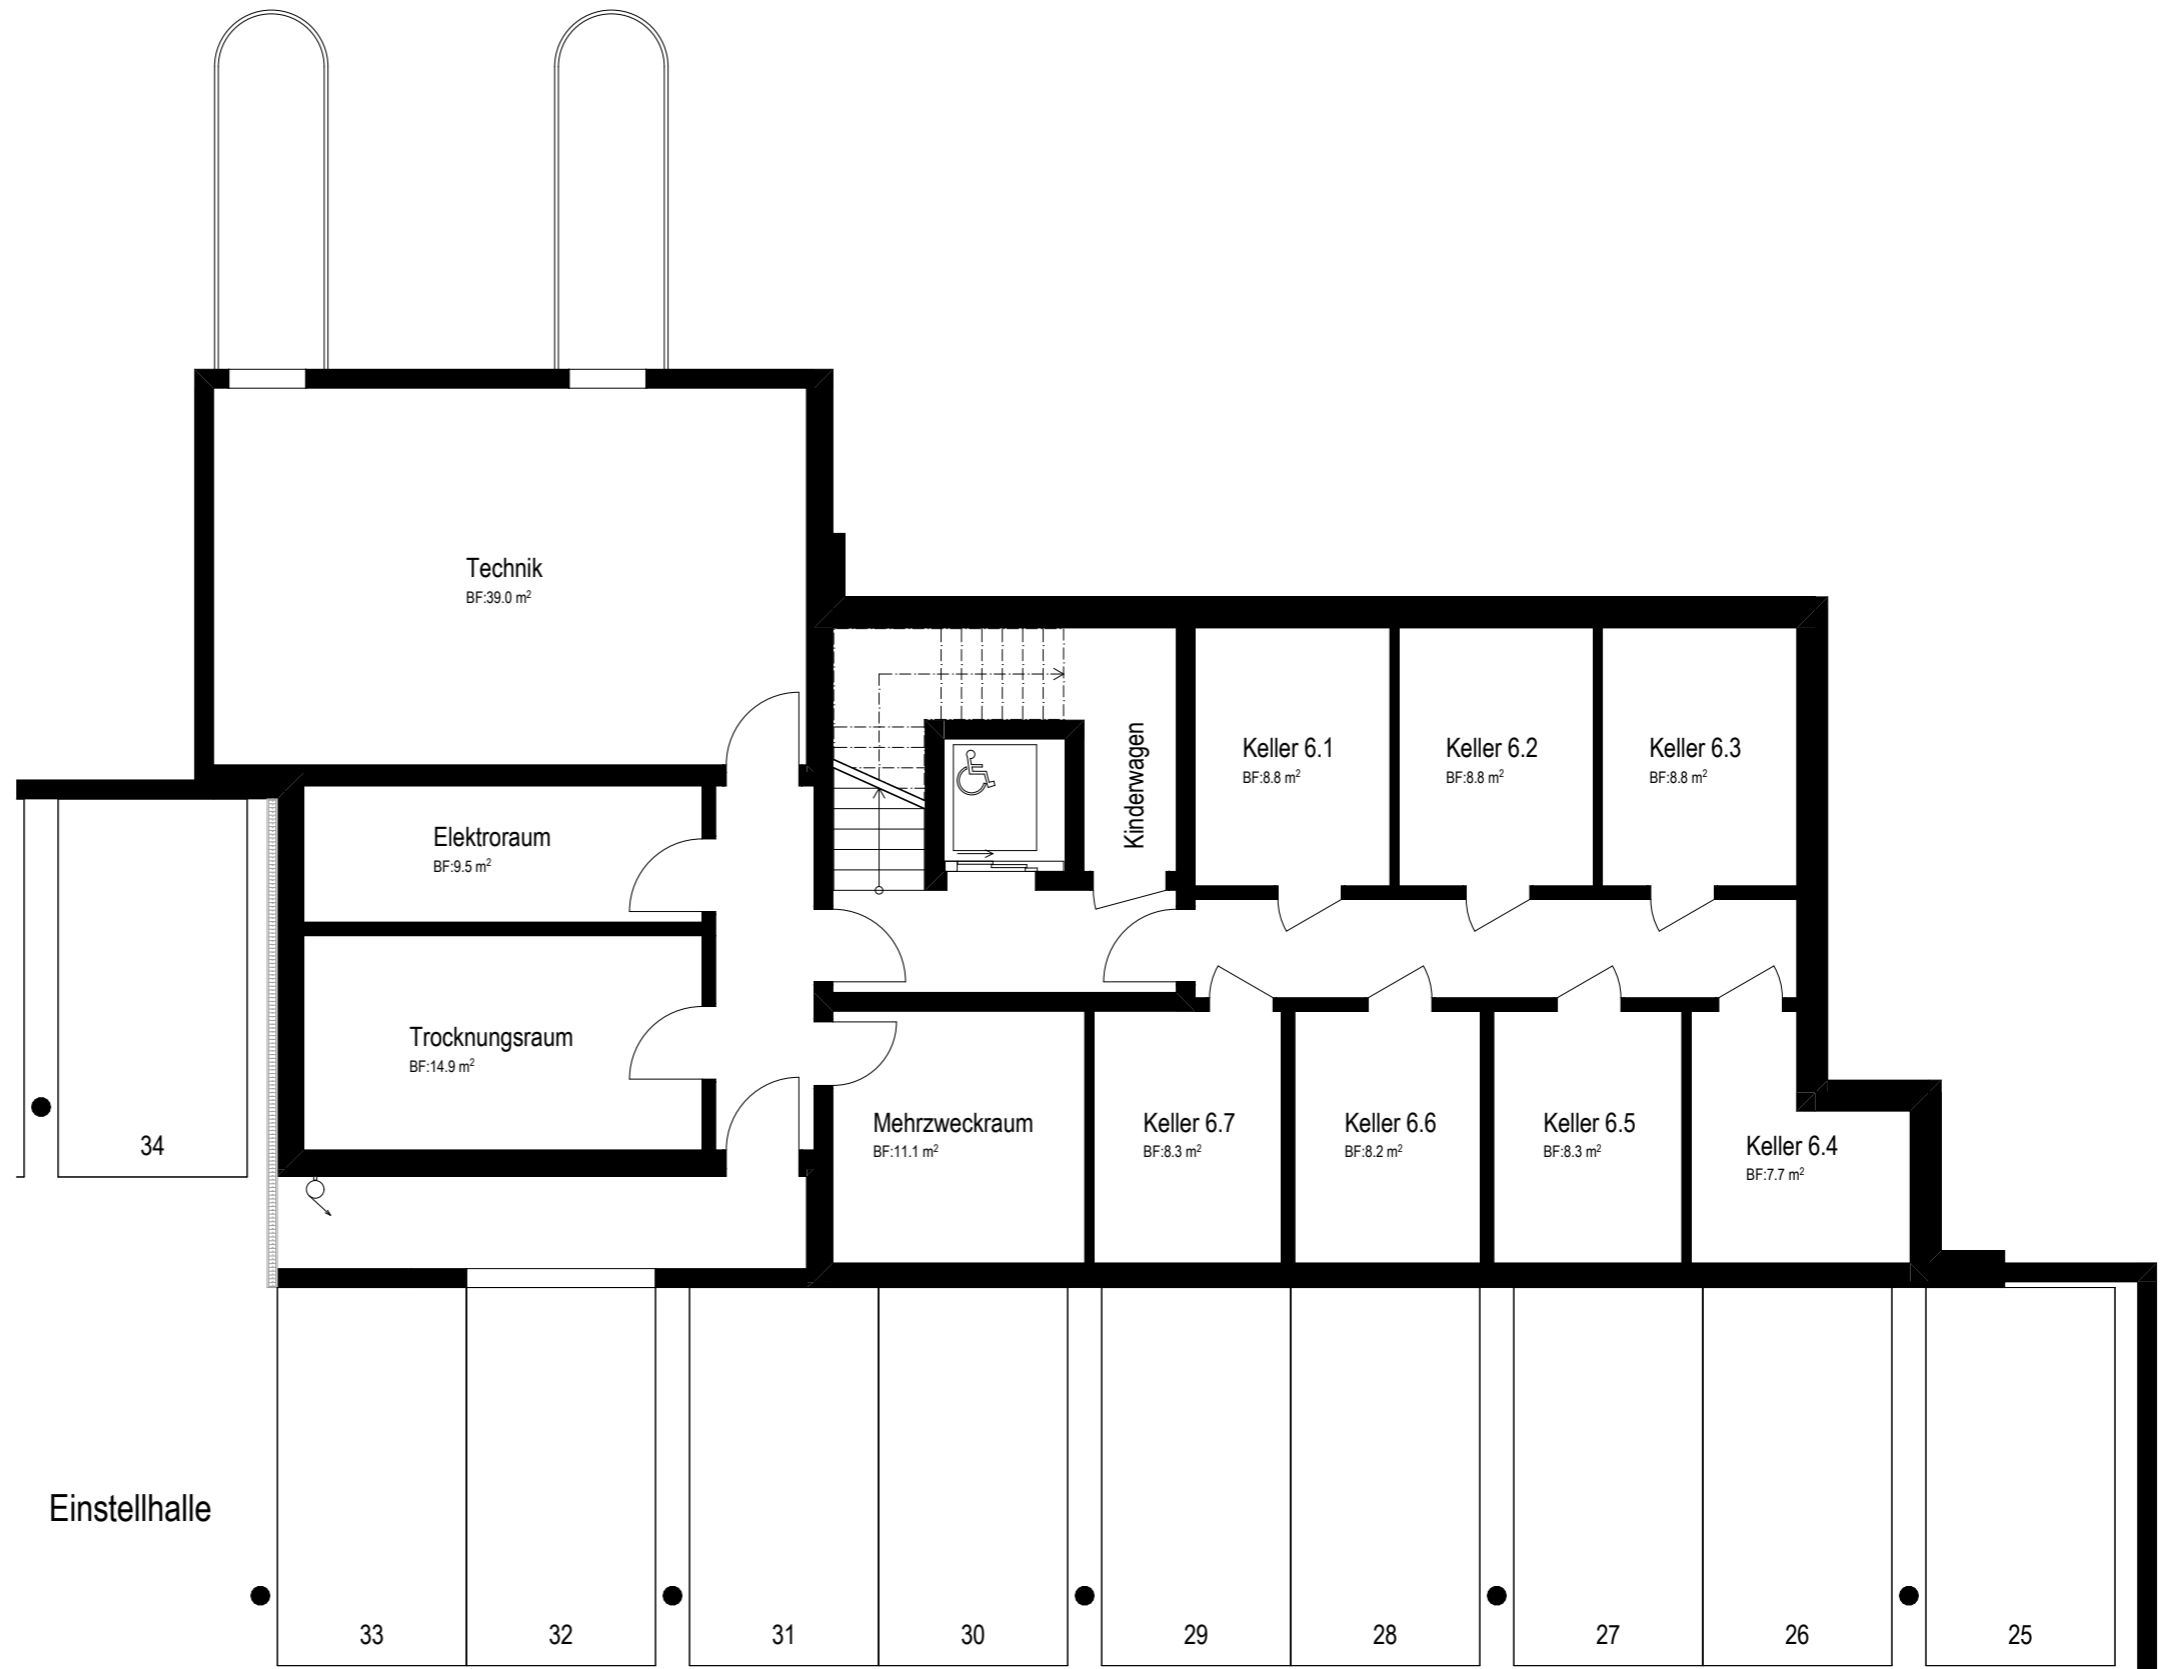 Technik
BF:39.0 m²
Kinderwagen
Keller 6.1
BF:8.8 m²
Keller 6.2
BF:8.8 m²
Keller 6.3
BF:8.8 m²
Elektroraum
BF:9.5 m²
Trocknungsraum
BF:14.9 m²
Mehrzweckraum
BF:11.1 m²
Keller 6.7
BF:8.3 m²
Keller 6.6
BF:8.2 m²
Keller 6.5
BF:8.3 m²
Keller 6.4
BF:7.7 m²
34
Einstellhalle
33
32
31
30
29
28
27
26
25